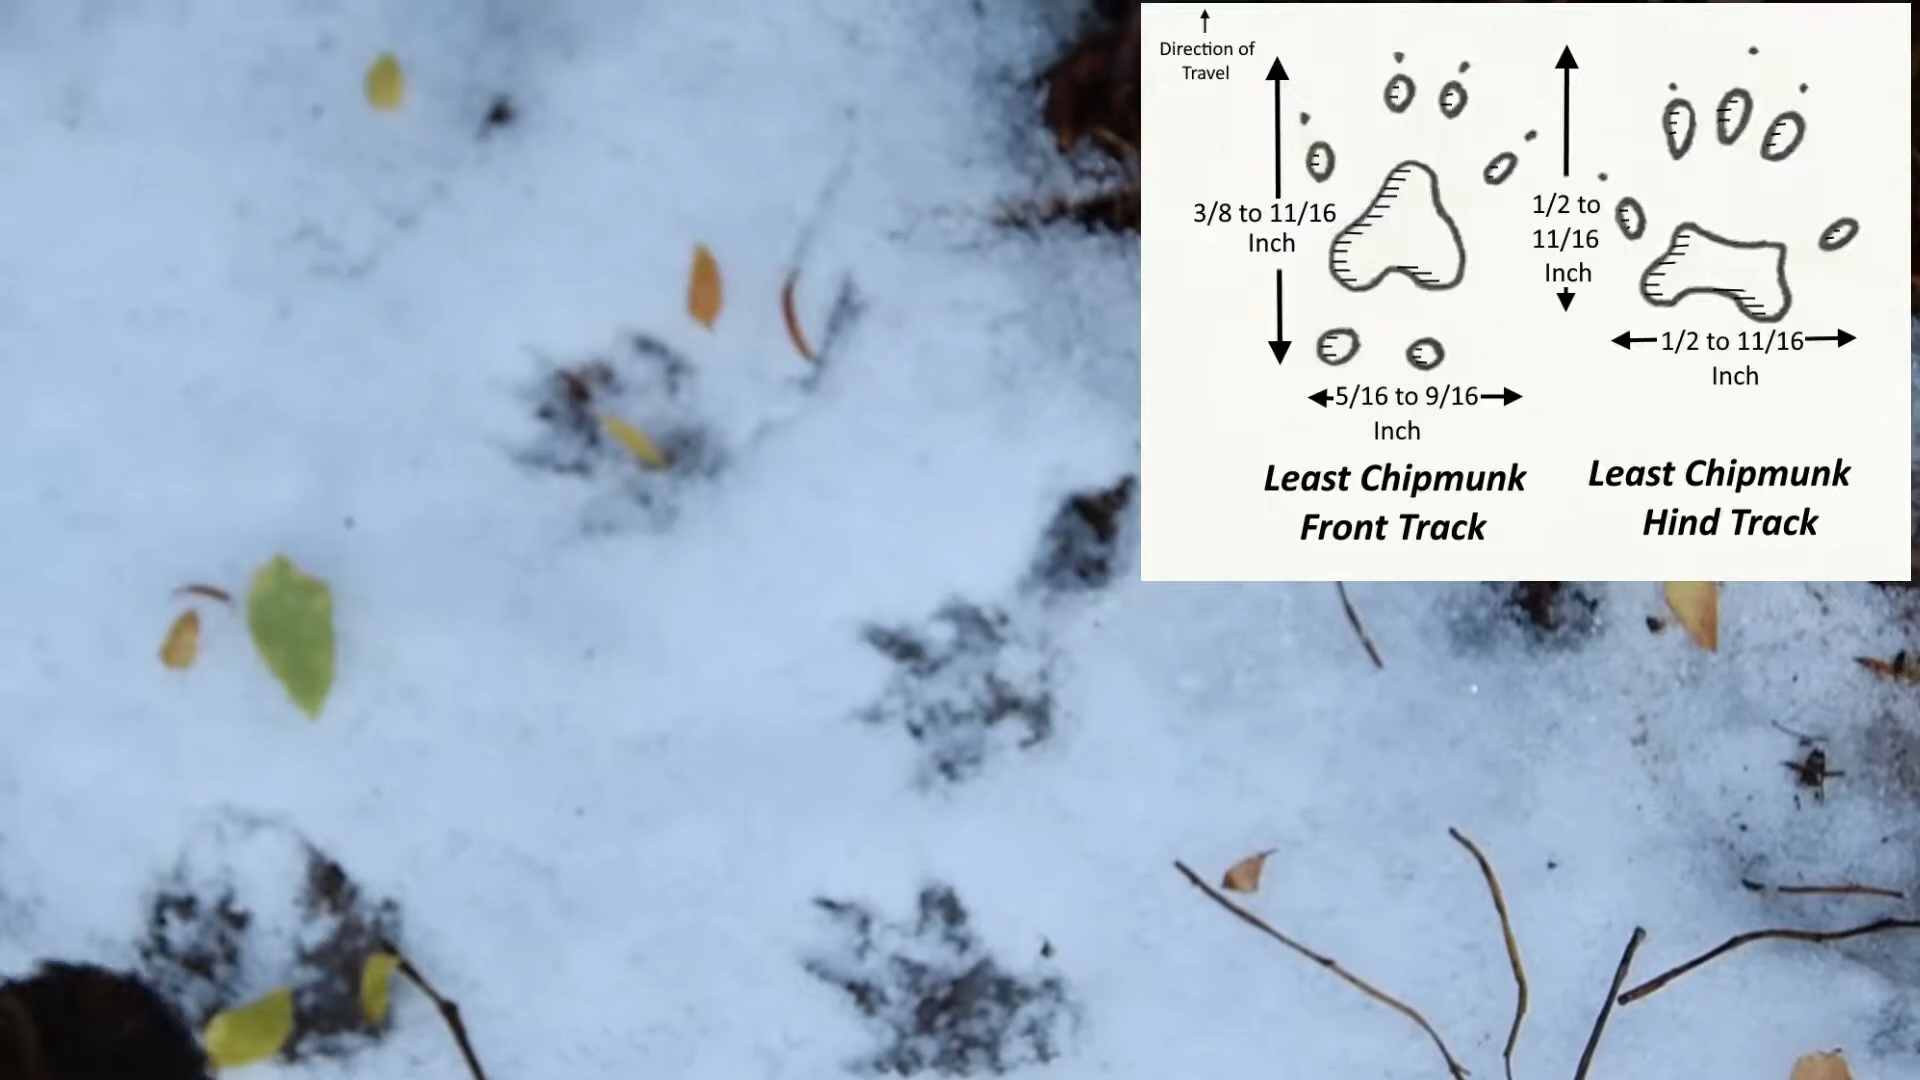 Direction of
Travel
3/8 to 11/16
Inch
5/16 to 9/16
Inch
Least Chipmunk
Front Track
1/2 to
11/16
Inch
1/2 to 11/16
Inch
Least Chipmunk
Hind Track